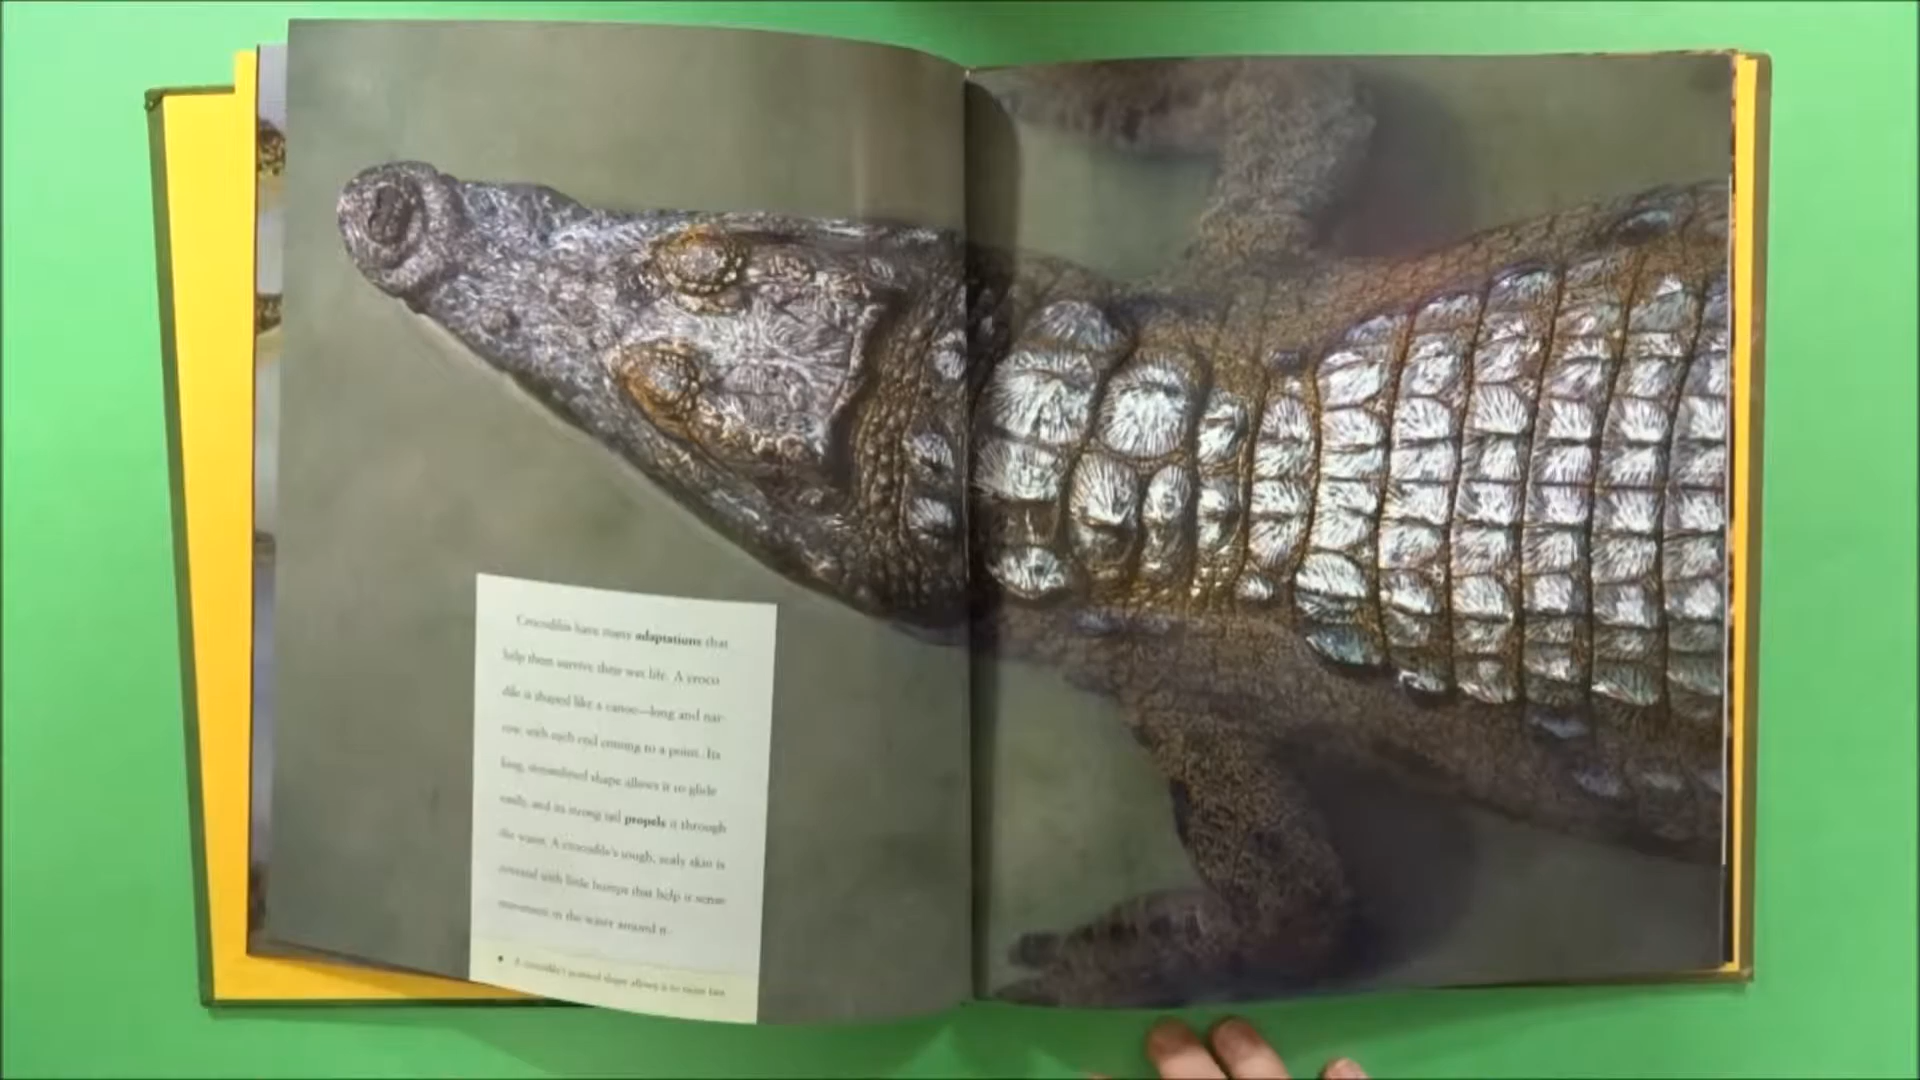 Crocodiles have many adaptations that
help them survive their wet life. A croco-
dile is shaped like a canoe—long and nar-
row, with each end coming to a point. Its
long, streamlined shape allows it to glide
easily, and its strong tail propels it through
the water. A crocodile's tough, scaly skin is
covered with little bumps that help it sense
movement in the water around it.
• A crocodile's pointed shape allows it to swim fast